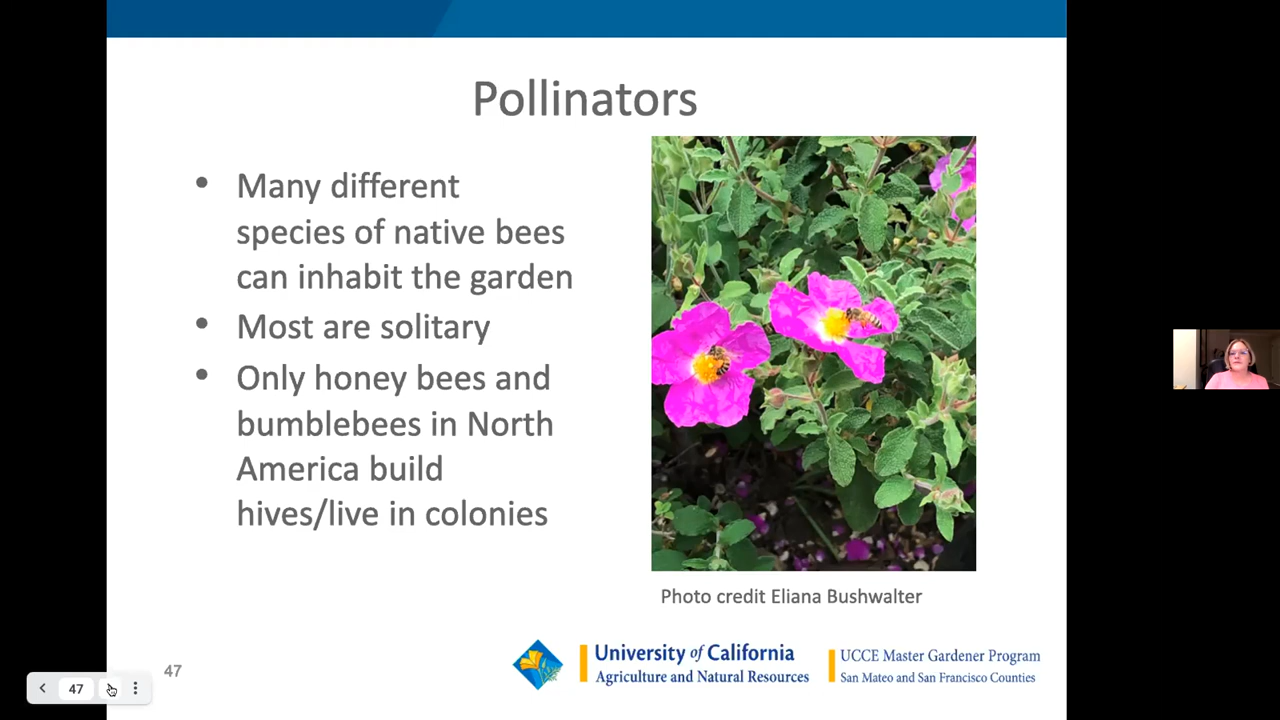 Pollinators
• Many different
species of native bees
can inhabit the garden
• Most are solitary
• Only honey bees and
bumblebees in North
America build
hives/live in colonies
Photo credit Eliana Bushwalter
University of California
Agriculture and Natural Resources
UCCE Master Gardener Program
San Mateo and San Francisco Counties
47
47